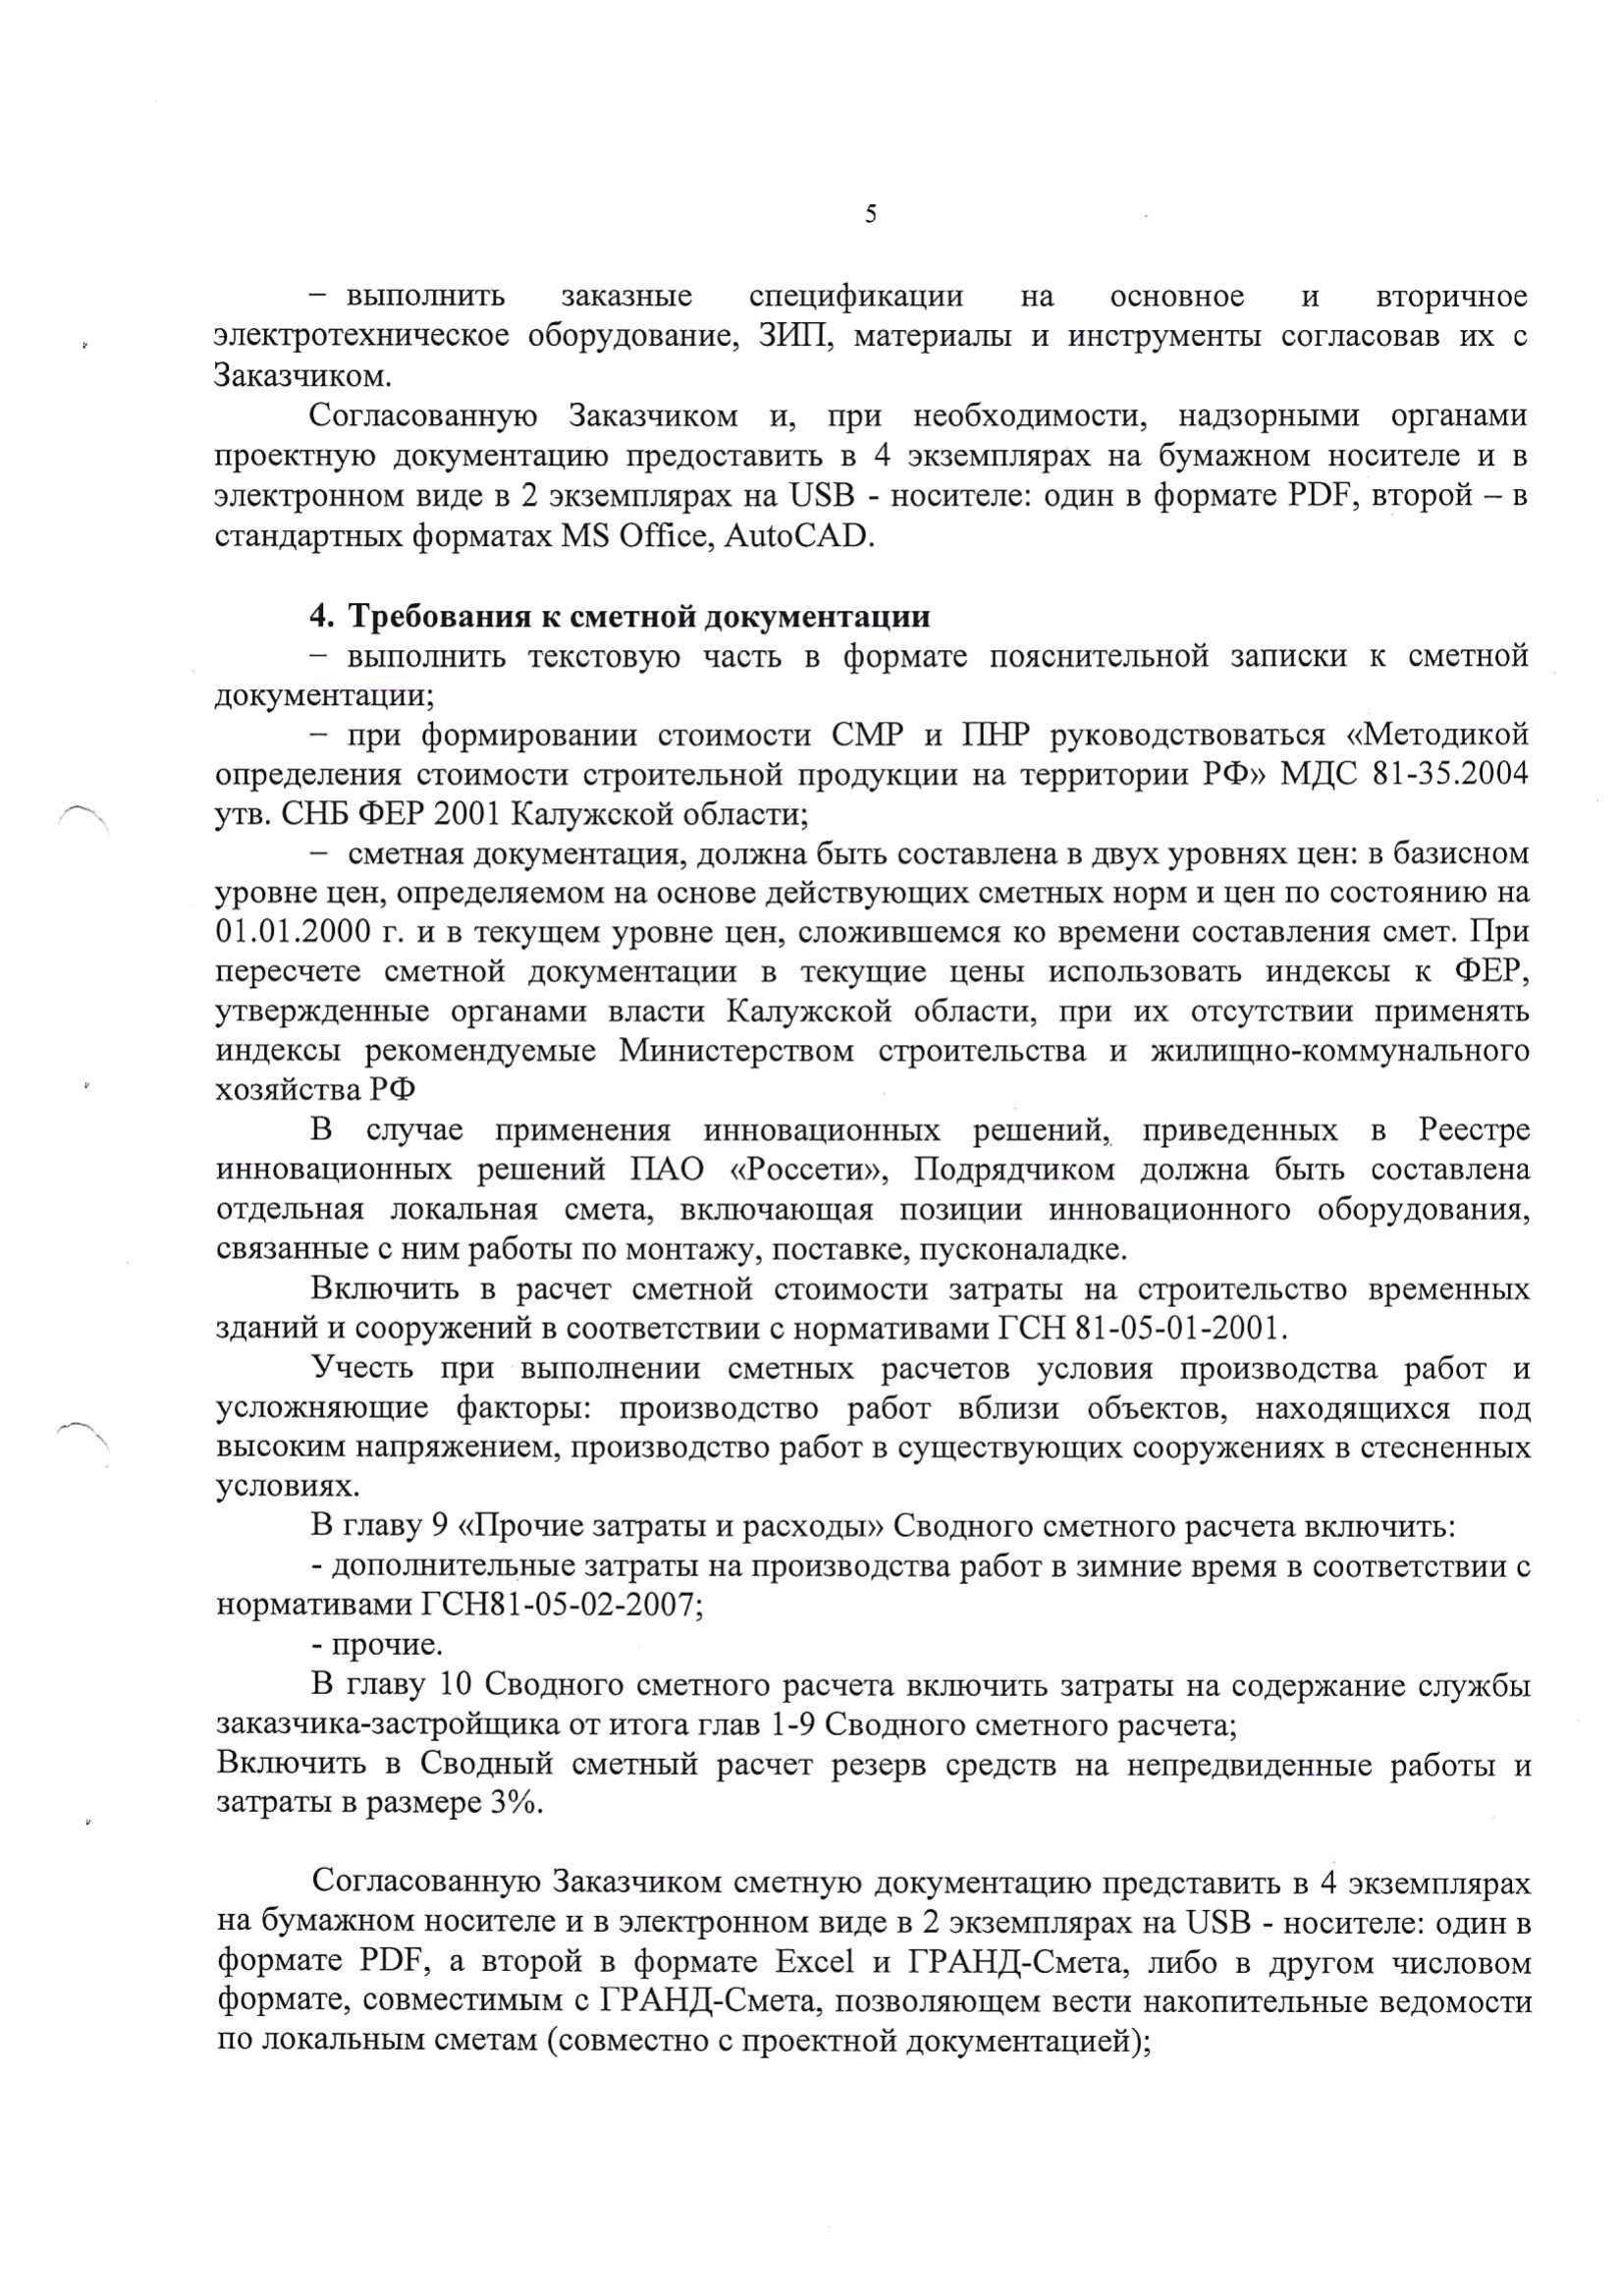 5
– выполнить заказные спецификации на основное и вторичное
электротехническое оборудование, ЗИП, материалы и инструменты согласовав их с
Заказчиком.
Согласованную Заказчиком и, при необходимости, надзорными органами
проектную документацию предоставить в 4 экземплярах на бумажном носителе и в
электронном виде в 2 экземплярах на USB - носителе: один в формате PDF, второй – в
стандартных форматах MS Office, AutoCAD.
4. Требования к сметной документации
– выполнить текстовую часть в формате пояснительной записки к сметной
документации;
– при формировании стоимости СМР и ПНР руководствоваться «Методикой
определения стоимости строительной продукции на территории РФ» МДС 81-35.2004
утв. СНБ ФЕР 2001 Калужской области;
– сметная документация, должна быть составлена в двух уровнях цен: в базисном
уровне цен, определяемом на основе действующих сметных норм и цен по состоянию на
01.01.2000 г. и в текущем уровне цен, сложившемся ко времени составления смет. При
пересчете сметной документации в текущие цены использовать индексы к ФЕР,
утвержденные органами власти Калужской области, при их отсутствии применять
индексы рекомендуемые Министерством строительства и жилищно-коммунального
хозяйства РФ
В случае применения инновационных решений, приведенных в Реестре
инновационных решений ПАО «Россети», Подрядчиком должна быть составлена
отдельная локальная смета, включающая позиции инновационного оборудования,
связанные с ним работы по монтажу, поставке, пусконаладке.
Включить в расчет сметной стоимости затраты на строительство временных
зданий и сооружений в соответствии с нормативами ГСН 81-05-01-2001.
Учесть при выполнении сметных расчетов условия производства работ и
усложняющие факторы: производство работ вблизи объектов, находящихся под
высоким напряжением, производство работ в существующих сооружениях в стесненных
условиях.
В главу 9 «Прочие затраты и расходы» Сводного сметного расчета включить:
- дополнительные затраты на производства работ в зимние время в соответствии с
нормативами ГСН81-05-02-2007;
- прочие.
В главу 10 Сводного сметного расчета включить затраты на содержание службы
заказчика-застройщика от итога глав 1-9 Сводного сметного расчета;
Включить в Сводный сметный расчет резерв средств на непредвиденные работы и
затраты в размере 3%.
Согласованную Заказчиком сметную документацию представить в 4 экземплярах
на бумажном носителе и в электронном виде в 2 экземплярах на USB - носителе: один в
формате PDF, а второй в формате Excel и ГРАНД-Смета, либо в другом числовом
формате, совместимым с ГРАНД-Смета, позволяющем вести накопительные ведомости
по локальным сметам (совместно с проектной документацией);